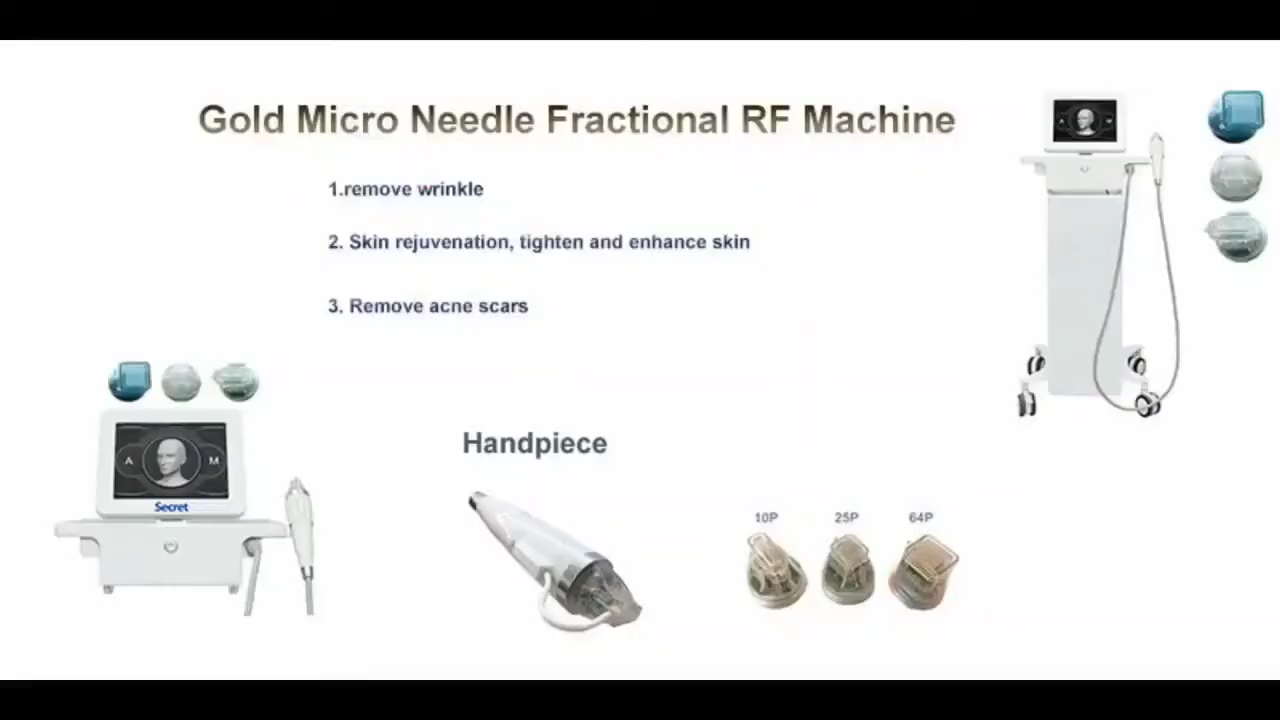 Gold Micro Needle Fractional RF Machine
1.remove wrinkle
2. Skin rejuvenation, tighten and enhance skin
3. Remove acne scars
A M
Secret
Handpiece
10P 25P 64P